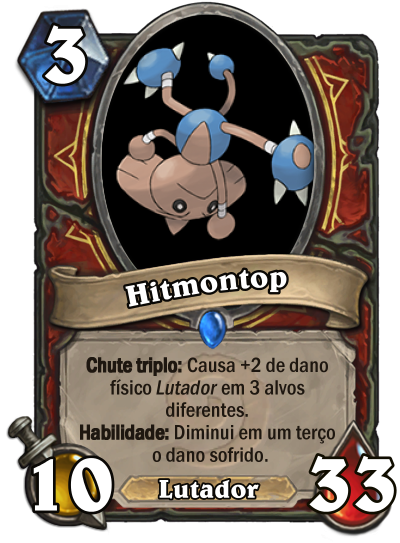 3
Hitmontop
Chute triplo: Causa +2 de dano
físico Lutador em 3 alvos
diferentes.
Habilidade: Diminui em um terço
o dano sofrido.
10
Lutador
33